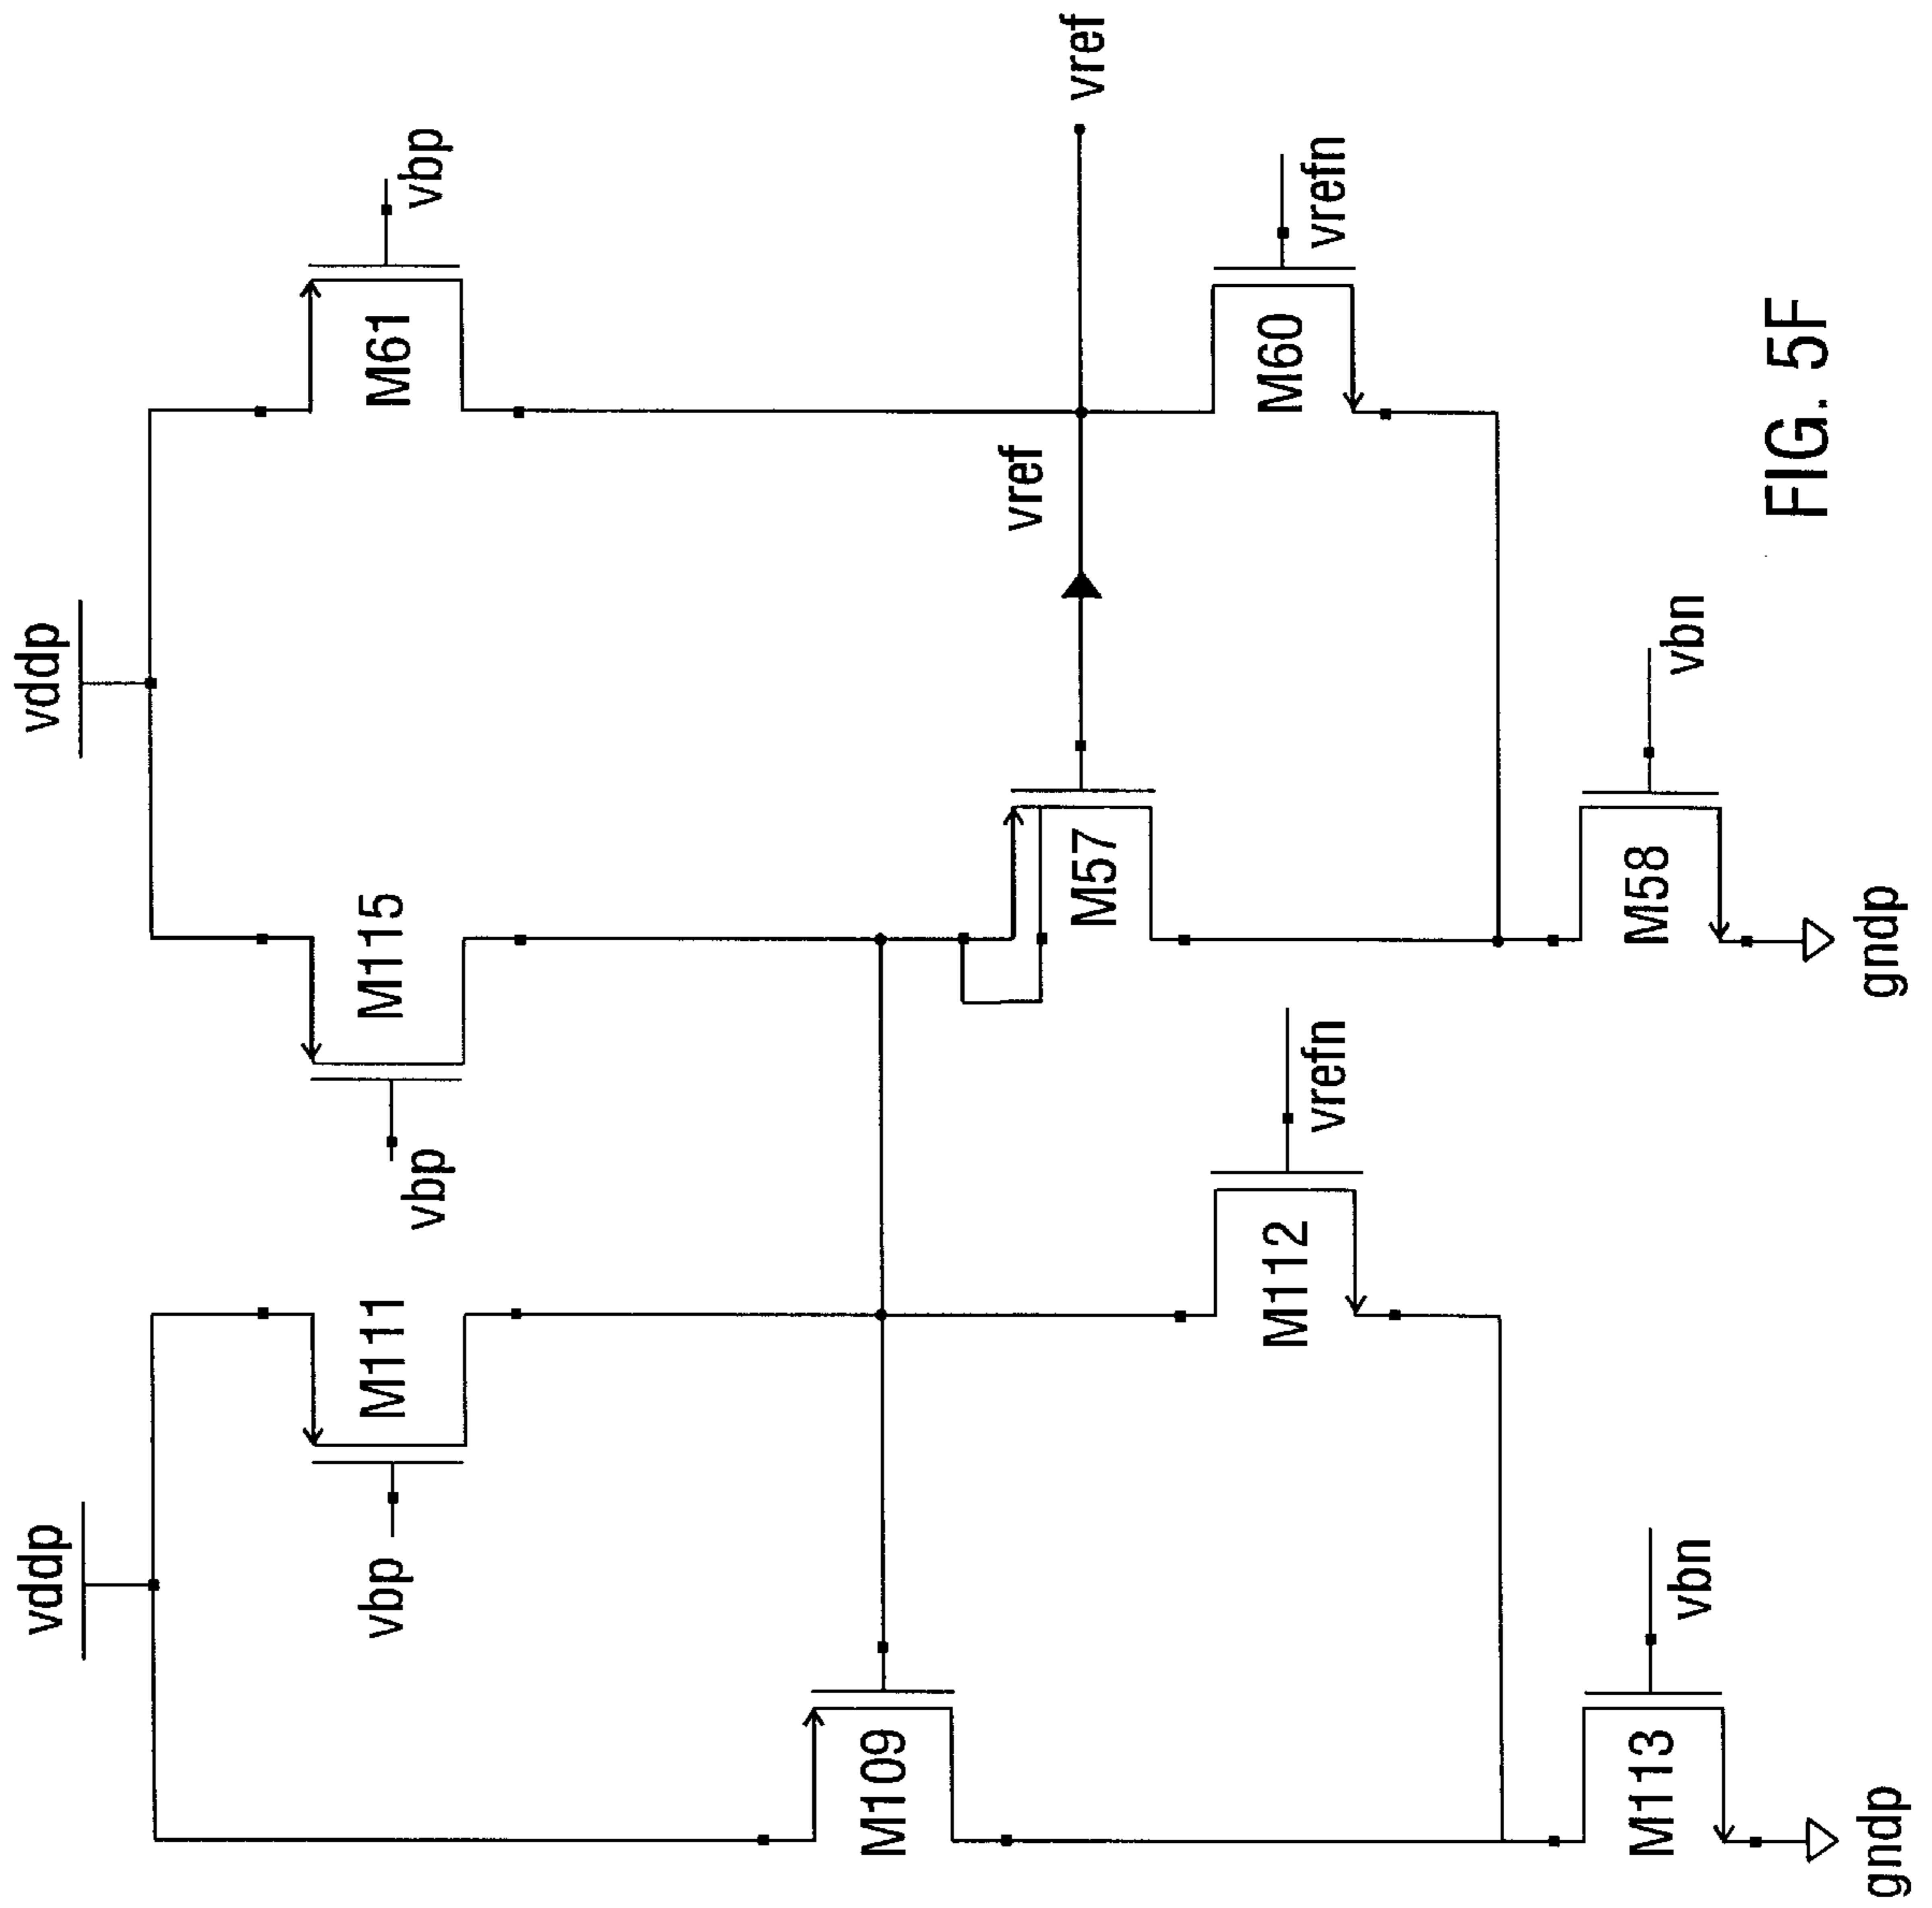 vddp
vddp
vbp
M61
M115
vbp
M111
vbp
vref
vref
M57
M109
vrefn
M60
vrefn
M112
vbn
M58
vbn
M113
gndp
gndp
FIG. 5F